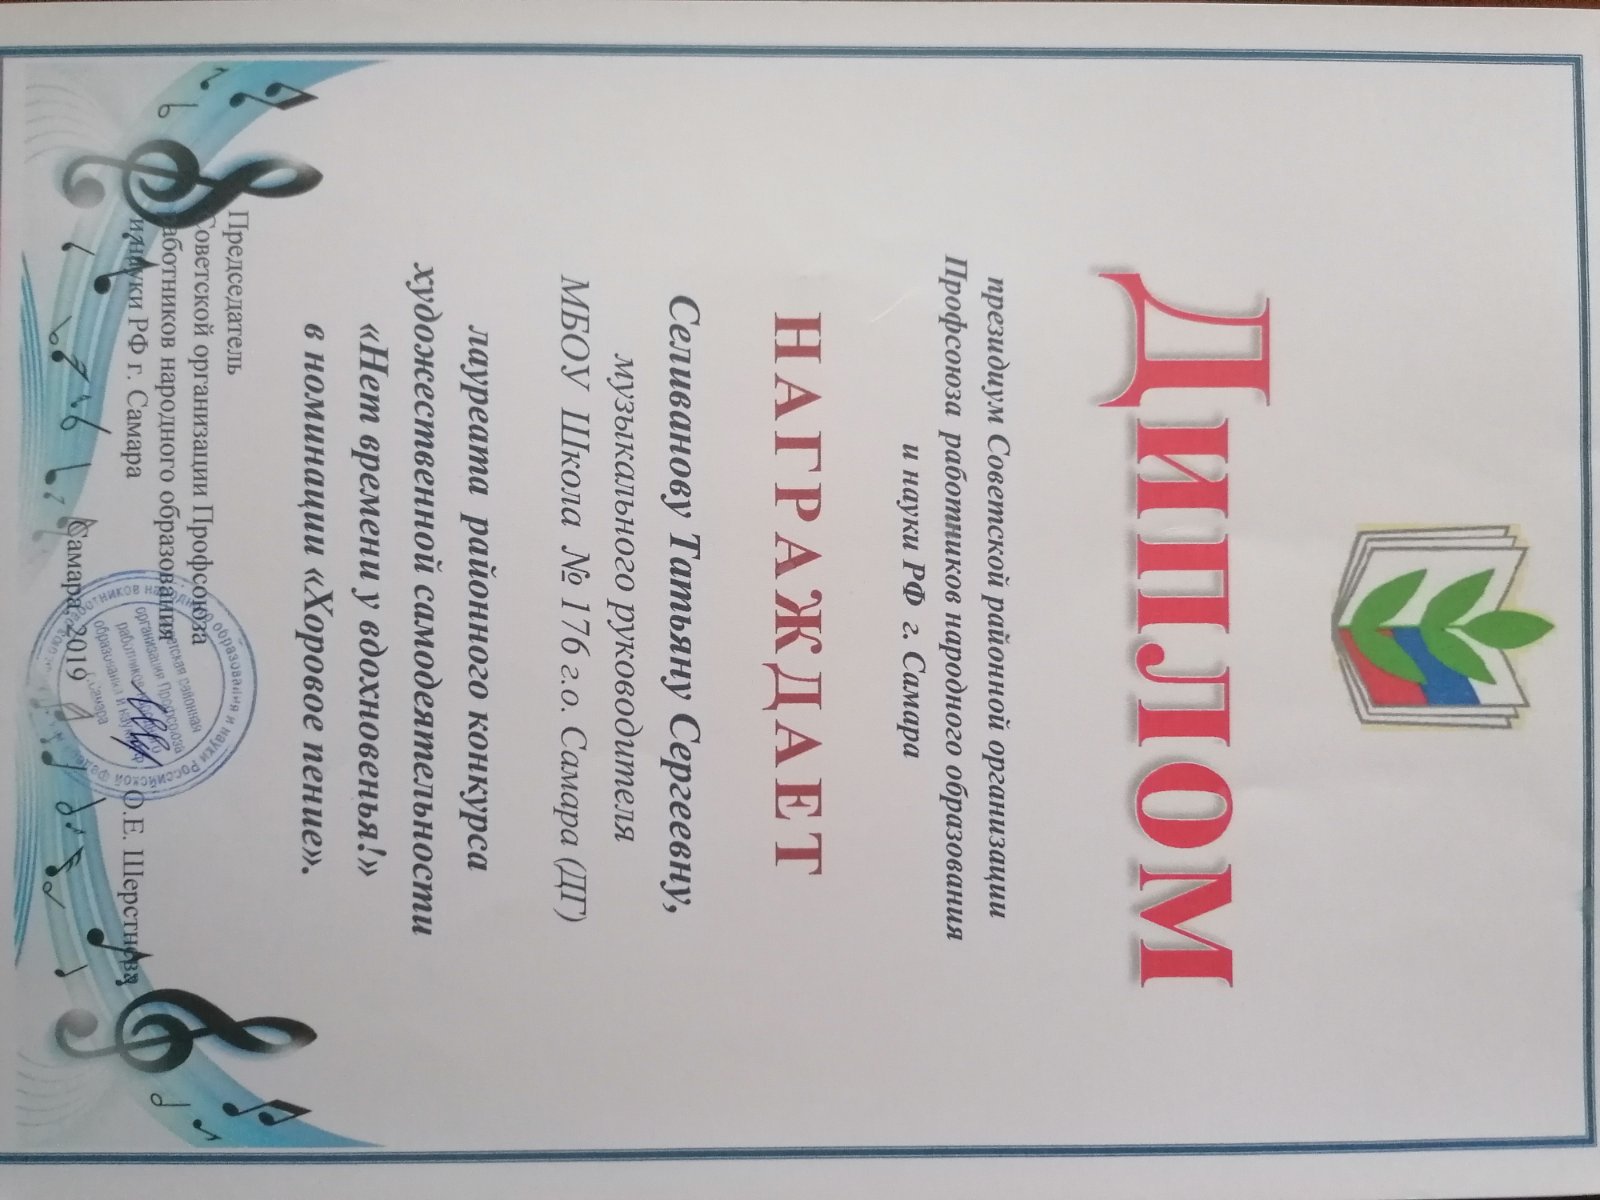 Диплом
президиум Советской районной организации
Профсоюза работников народного образования
и науки РФ г. Самара
НАГРАЖДАЕТ
Селиванову Татьяну Сергеевну,
музыкального руководителя
МБОУ Школа № 176 г.о. Самара (ДГ)
лауреата районного конкурса
художественной самодеятельности
«Нет времени у вдохновенья!»
в номинации «Хоровое пение».
Председатель
Советской организации Профсоюза
работников народного образования
и науки РФ г. Самара
О.Е. Шерстнева
образования и науки Российской
Советская районная
организация Профсоюза
работников народного
образования и науки РФ
г.Самара
Самара, 2019